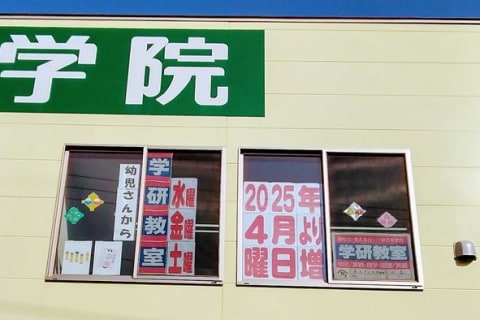 学院
幼児さんから
学研教室
水曜
金曜
土曜
2025年
4月より
曜日増
学研教室